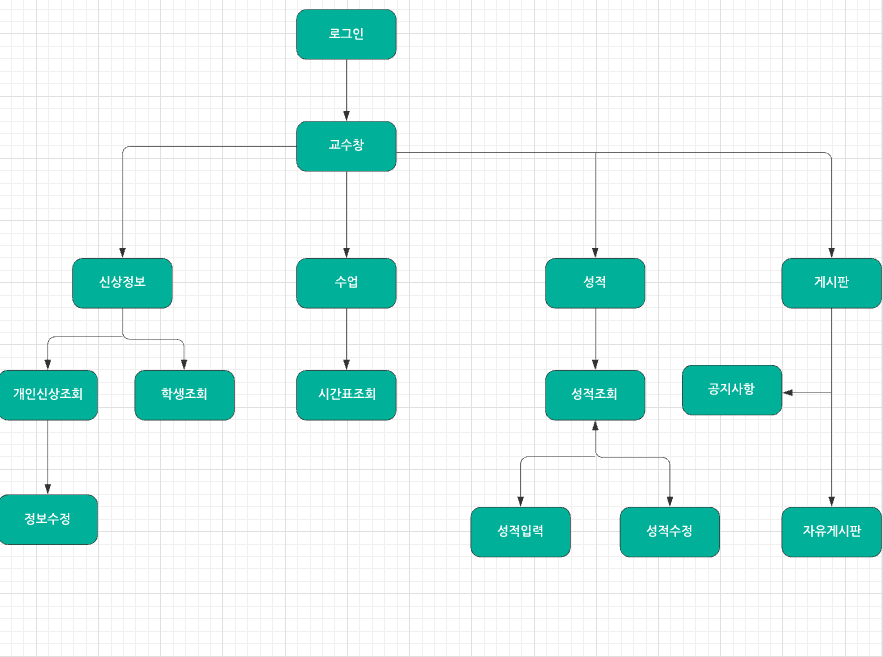 로그인
교수창
신상정보
수업
성적
게시판
개인신상조회
학생조회
시간표조회
성적조회
공지사항
정보수정
성적입력
성적수정
자유게시판